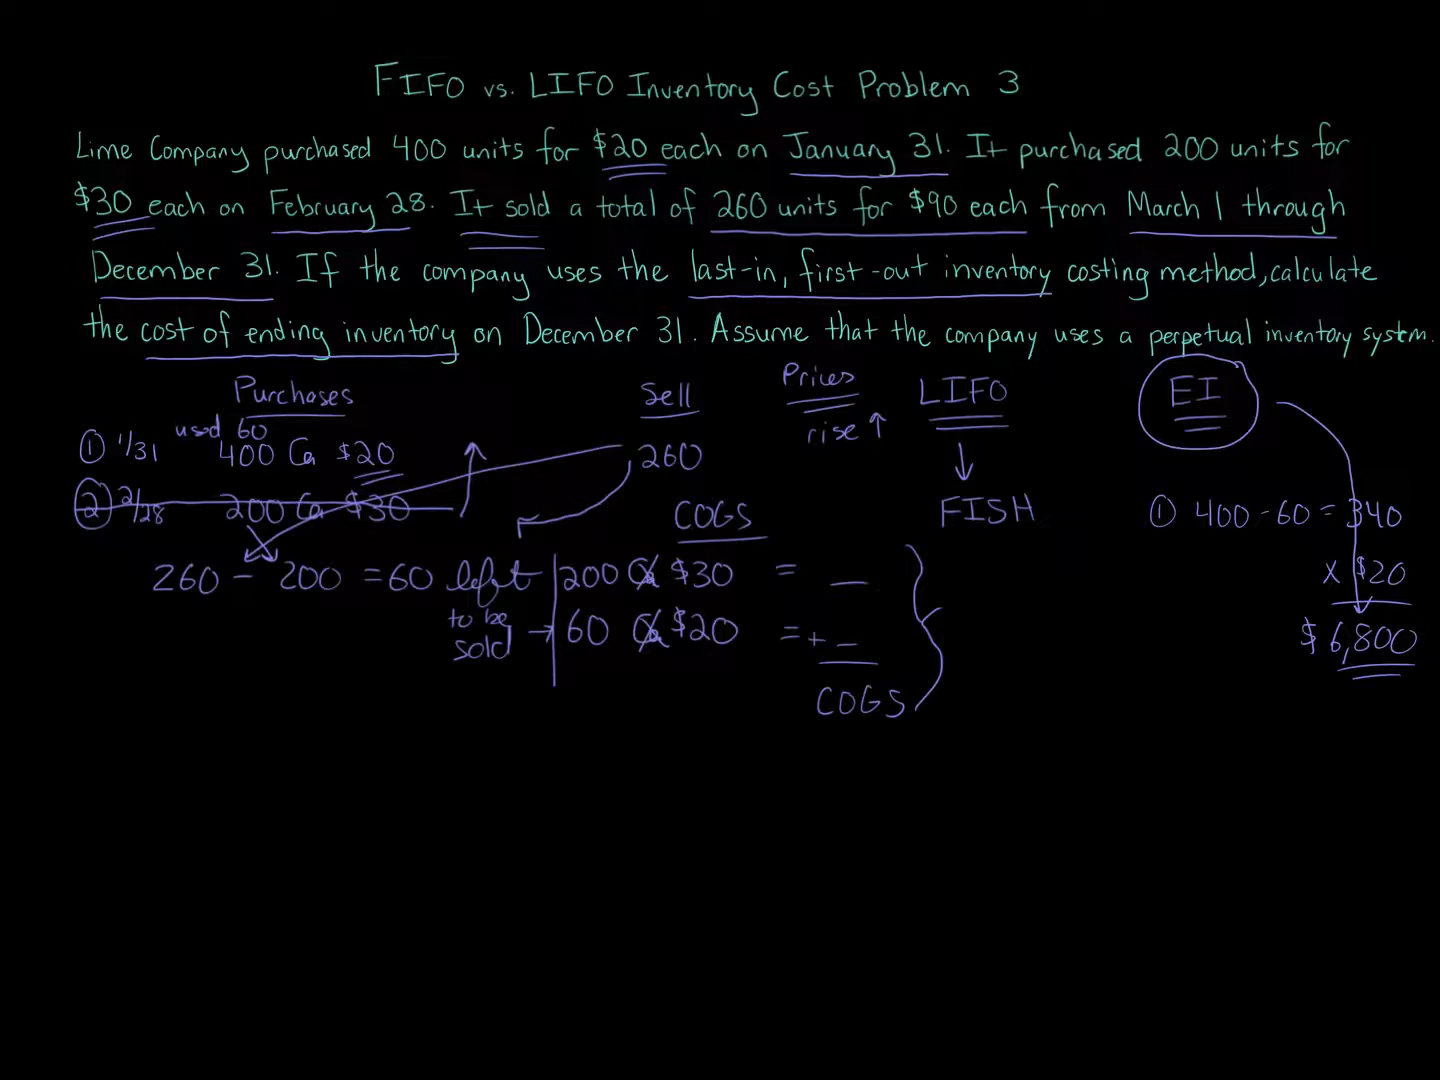 FIFO vs. LIFO Inventory Cost Problem 3
Lime Company purchased 400 units for $20 each on January 31. It purchased 200 units for
$30 each on February 28. It sold a total of 260 units for $90 each from March 1 through
December 31. If the company uses the last-in, first-out inventory costing method, calculate
the cost of ending inventory on December 31. Assume that the company uses a perpetual inventory system.
Purchases Sell Prices LIFO EI
used 60 rise ↑
① 1/31 400 @ $20 260
② 2/28 200 @ $30 COGS FISH ① 400 - 60 = 340
260 - 200 = 60 left 200 @ $30 = _ x $20
to be sold → 60 @ $20 = + _ $6,800
COGS